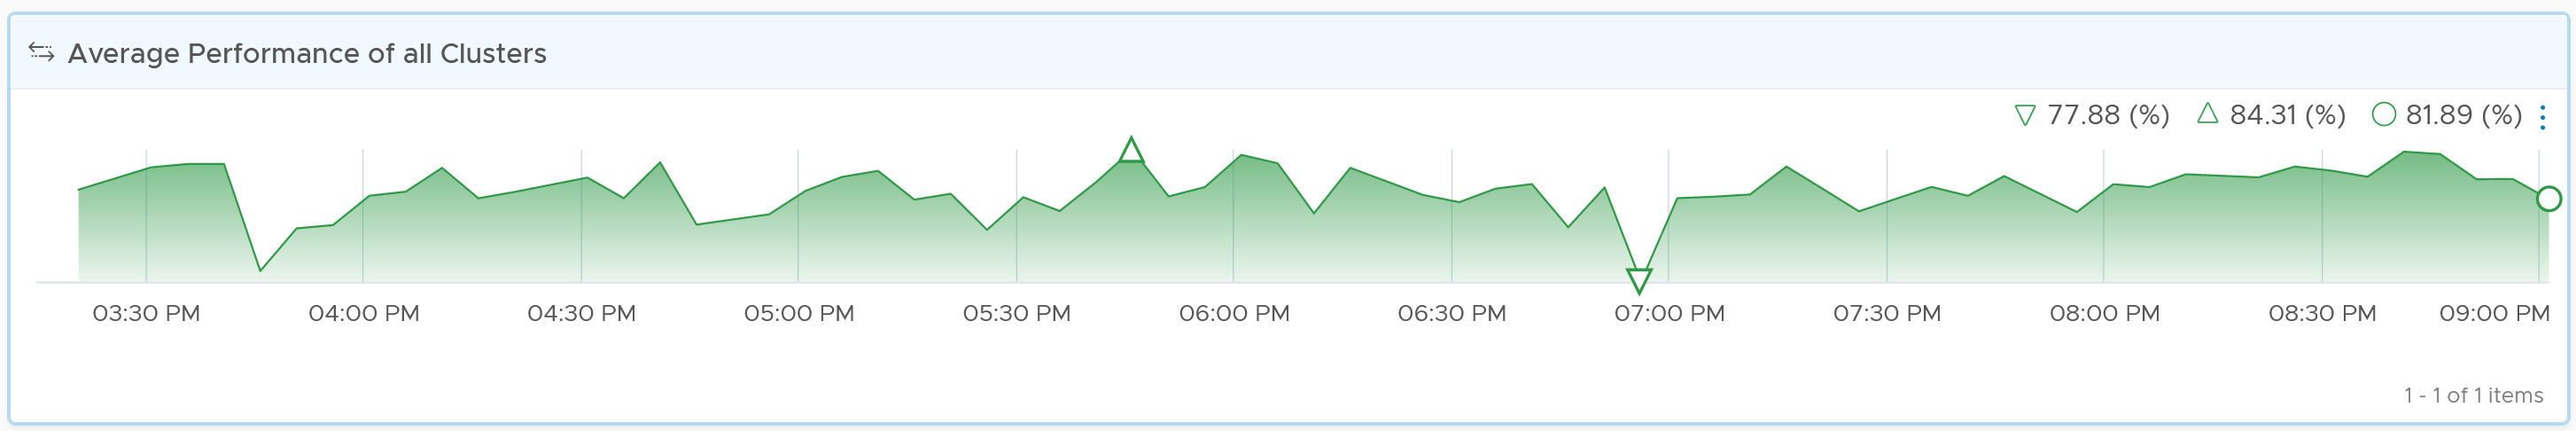 Average Performance of all Clusters
77.88 (%) 84.31 (%) 81.89 (%)
03:30 PM 04:00 PM 04:30 PM 05:00 PM 05:30 PM 06:00 PM 06:30 PM 07:00 PM 07:30 PM 08:00 PM 08:30 PM 09:00 PM
1 - 1 of 1 items